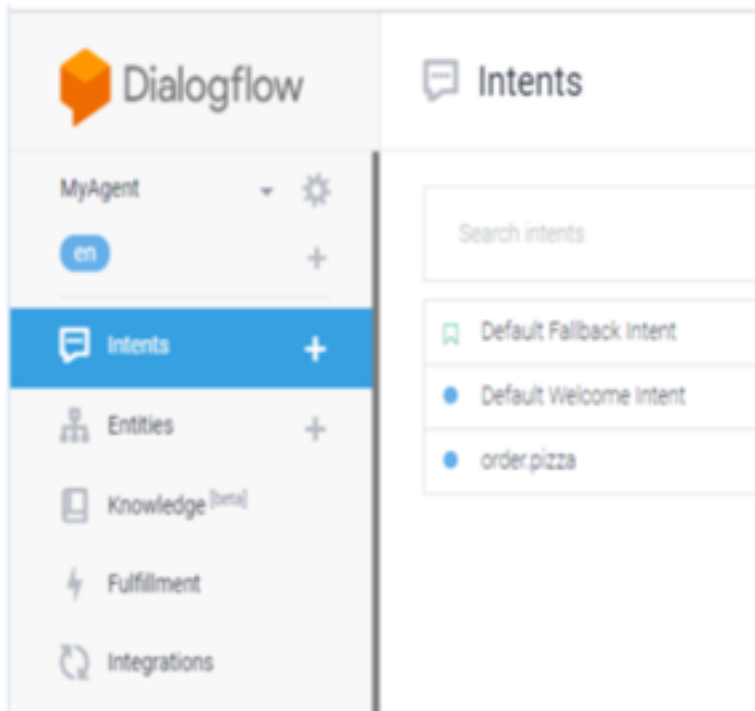 Dialogflow
Intents
MyAgent
en
Search intents
Intents
Default Fallback Intent
Default Welcome Intent
Entities
order.pizza
Knowledge [beta]
Fulfillment
Integrations